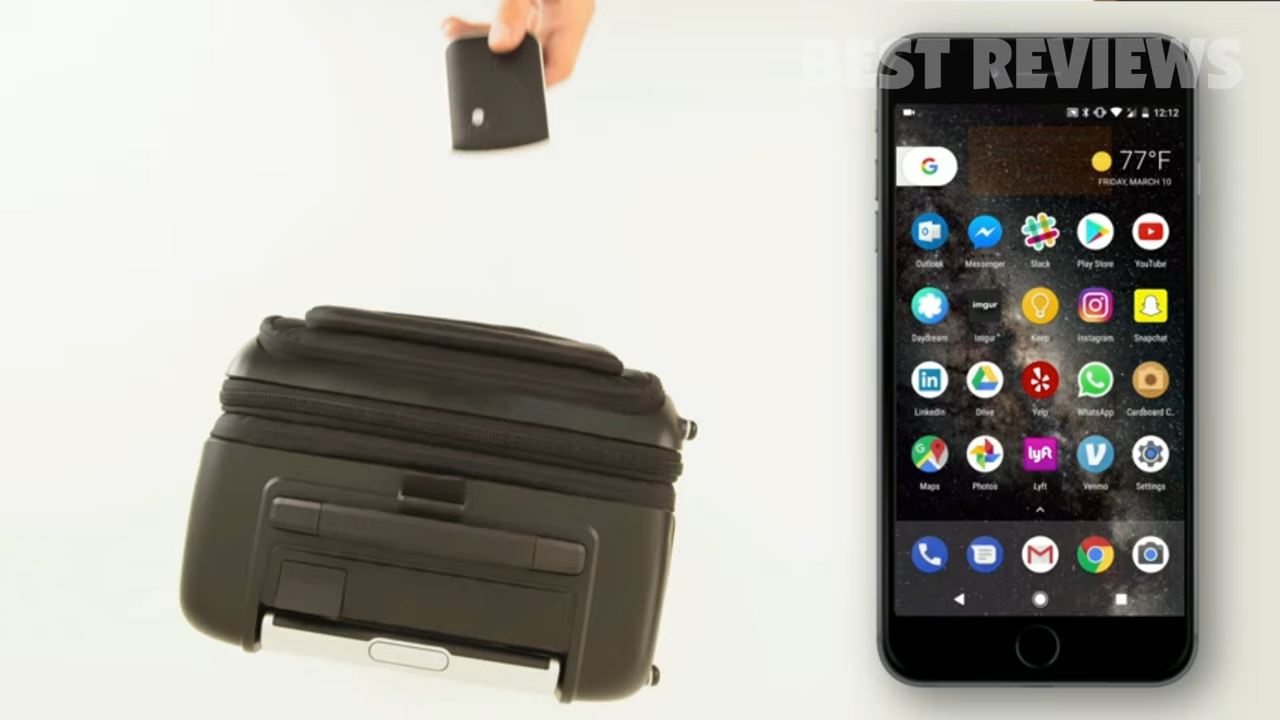 BEST REVIEWS
12:12
G
77°F
FRIDAY, MARCH 10
Outlook Messenger Slack Play Store YouTube
imgur
Daydream Imgur Keep Instagram Snapchat
in
LinkedIn Drive Yelp WhatsApp Cardboard C..
lyft
Maps Photos Lyft Venmo Settings